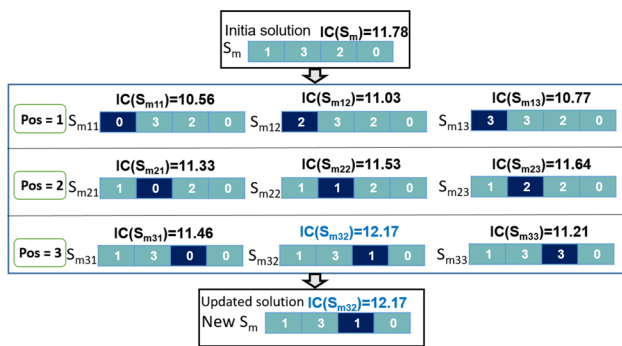 Initia solution IC(Sm)=11.78
Sm 1 3 2 0
IC(Sm11)=10.56 IC(Sm12)=11.03 IC(Sm13)=10.77
Pos = 1 Sm11 0 3 2 0 Sm12 2 3 2 0 Sm13 3 3 2 0
IC(Sm21)=11.33 IC(Sm22)=11.53 IC(Sm23)=11.64
Pos = 2 Sm21 1 0 2 0 Sm22 1 1 2 0 Sm23 1 2 2 0
IC(Sm31)=11.46 IC(Sm32)=12.17 IC(Sm33)=11.21
Pos = 3 Sm31 1 3 0 0 Sm32 1 3 1 0 Sm33 1 3 3 0
Updated solution IC(Sm32)=12.17
New Sm 1 3 1 0